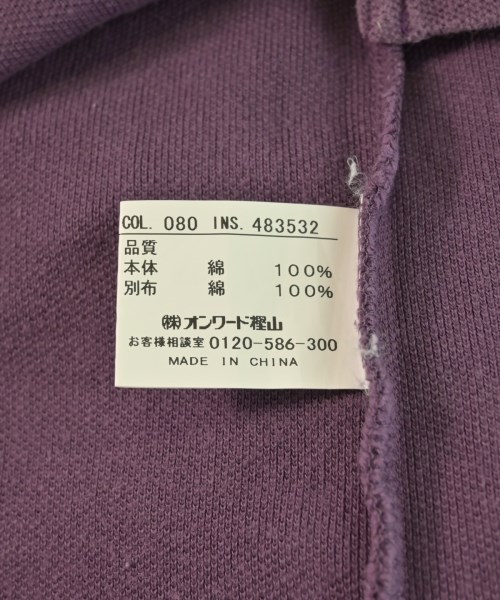 COL. 080 INS. 483532
品質
本体 綿 100%
別布 綿 100%
㈱オンワード樫山
お客様相談室 0120-586-300
MADE IN CHINA